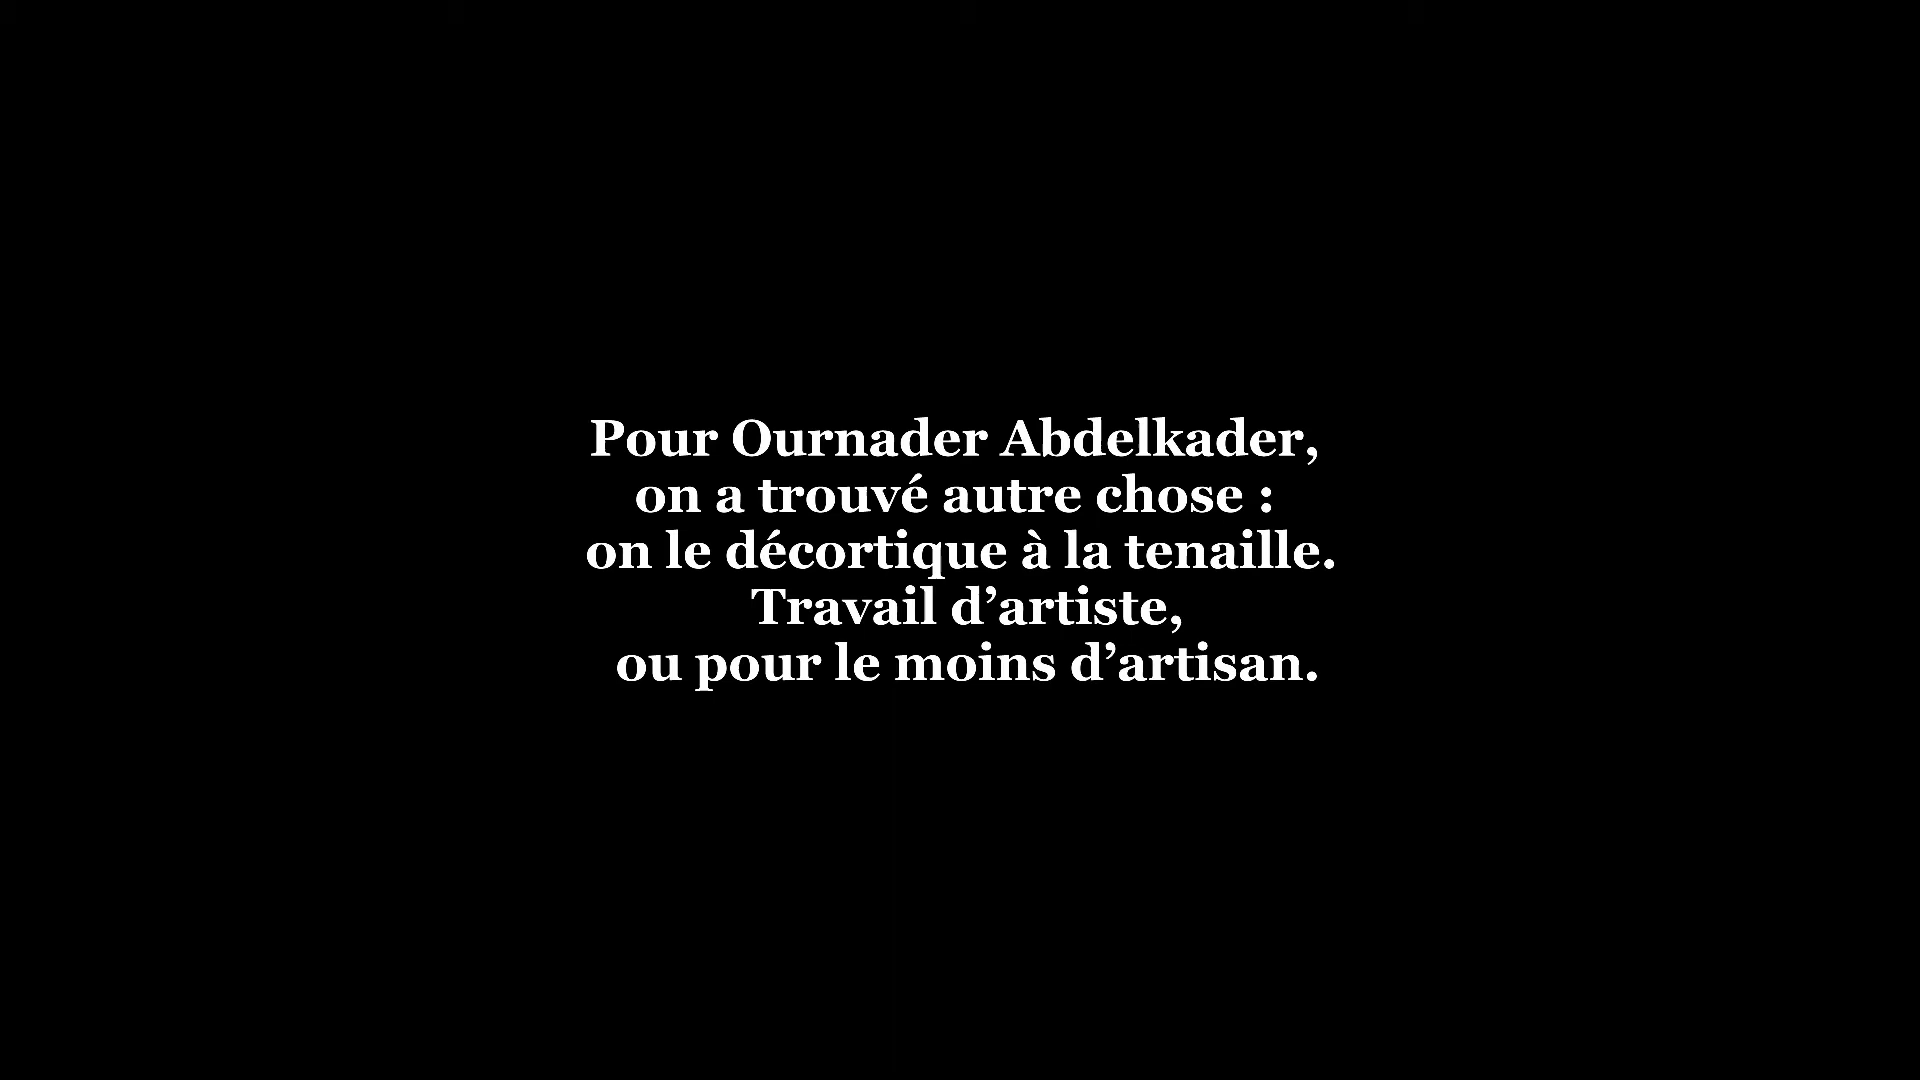 Pour Ournader Abdelkader,
on a trouvé autre chose :
on le décortique à la tenaille.
Travail d’artiste,
ou pour le moins d’artisan.